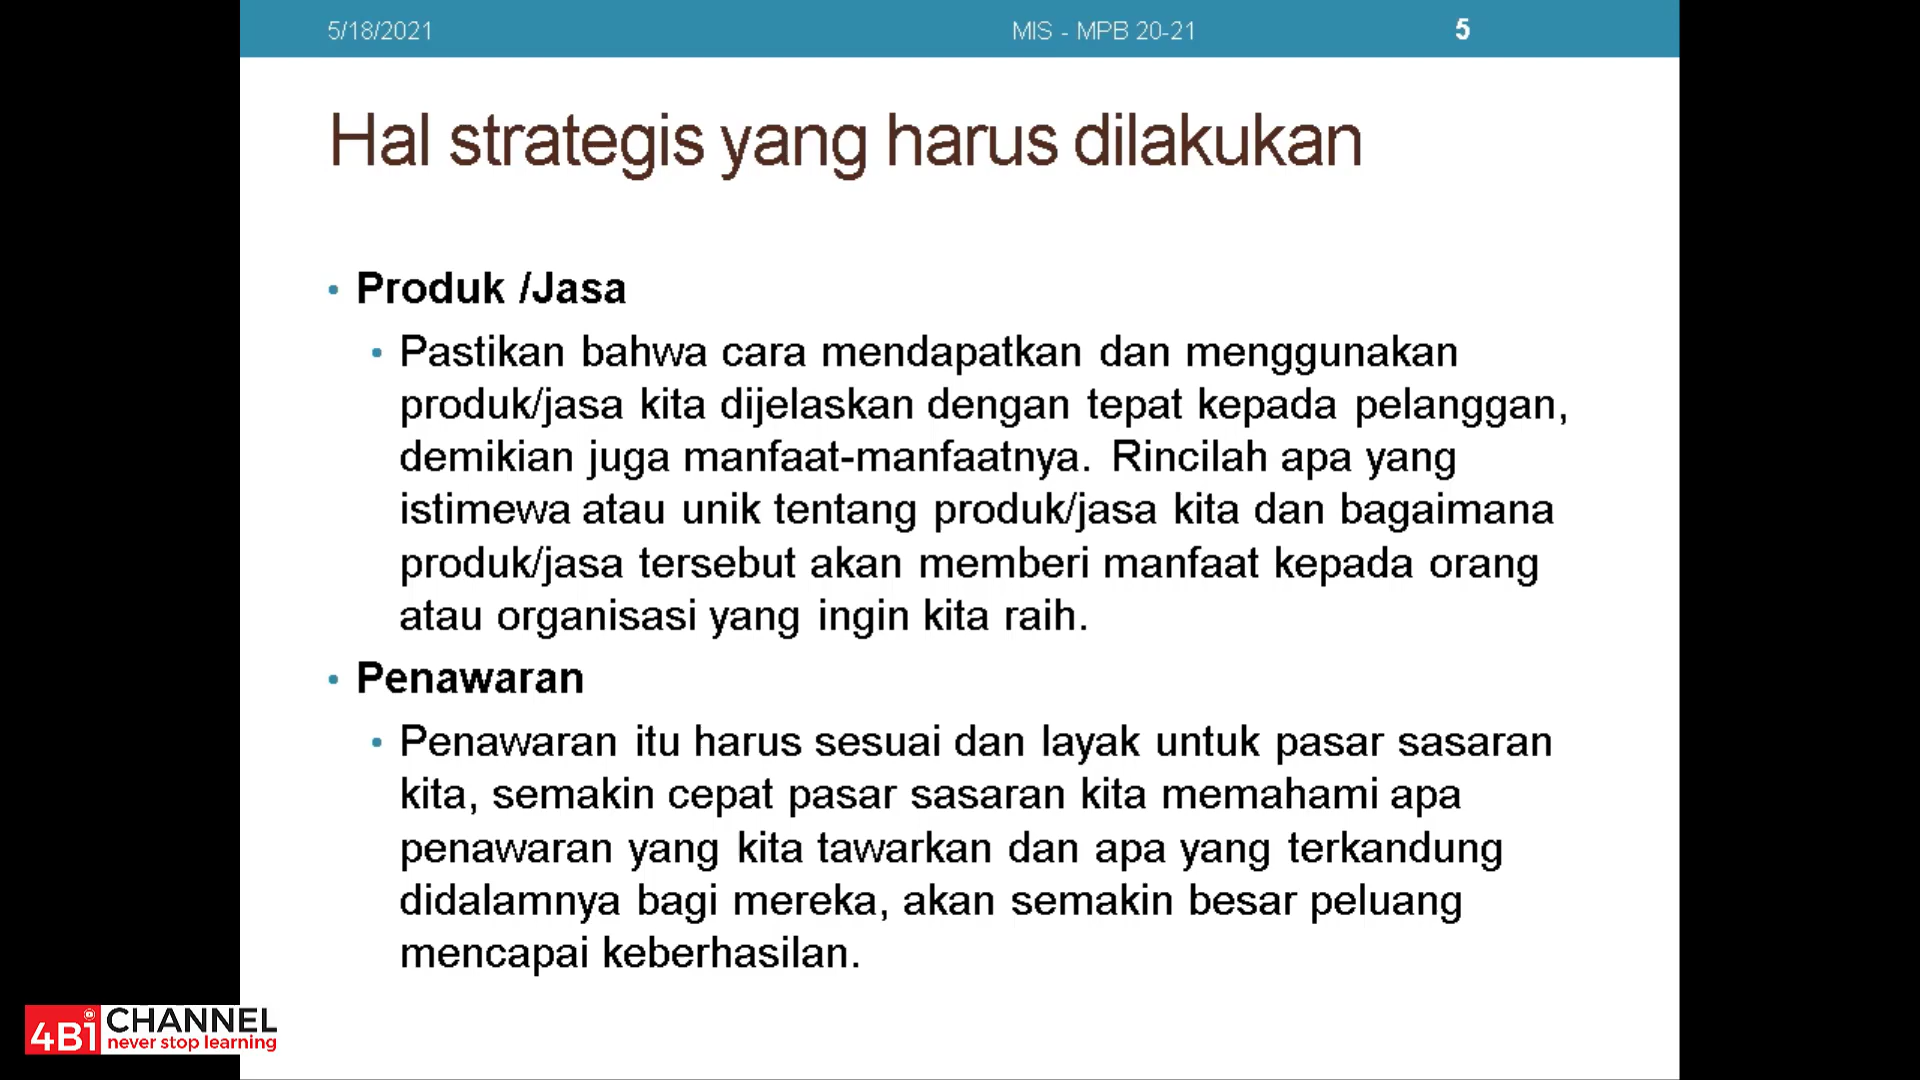 5/18/2021 MIS - MPB 20-21 5
Hal strategis yang harus dilakukan
• Produk /Jasa
• Pastikan bahwa cara mendapatkan dan menggunakan
produk/jasa kita dijelaskan dengan tepat kepada pelanggan,
demikian juga manfaat-manfaatnya. Rincilah apa yang
istimewa atau unik tentang produk/jasa kita dan bagaimana
produk/jasa tersebut akan memberi manfaat kepada orang
atau organisasi yang ingin kita raih.
• Penawaran
• Penawaran itu harus sesuai dan layak untuk pasar sasaran
kita, semakin cepat pasar sasaran kita memahami apa
penawaran yang kita tawarkan dan apa yang terkandung
didalamnya bagi mereka, akan semakin besar peluang
mencapai keberhasilan.
4Bi CHANNEL
never stop learning